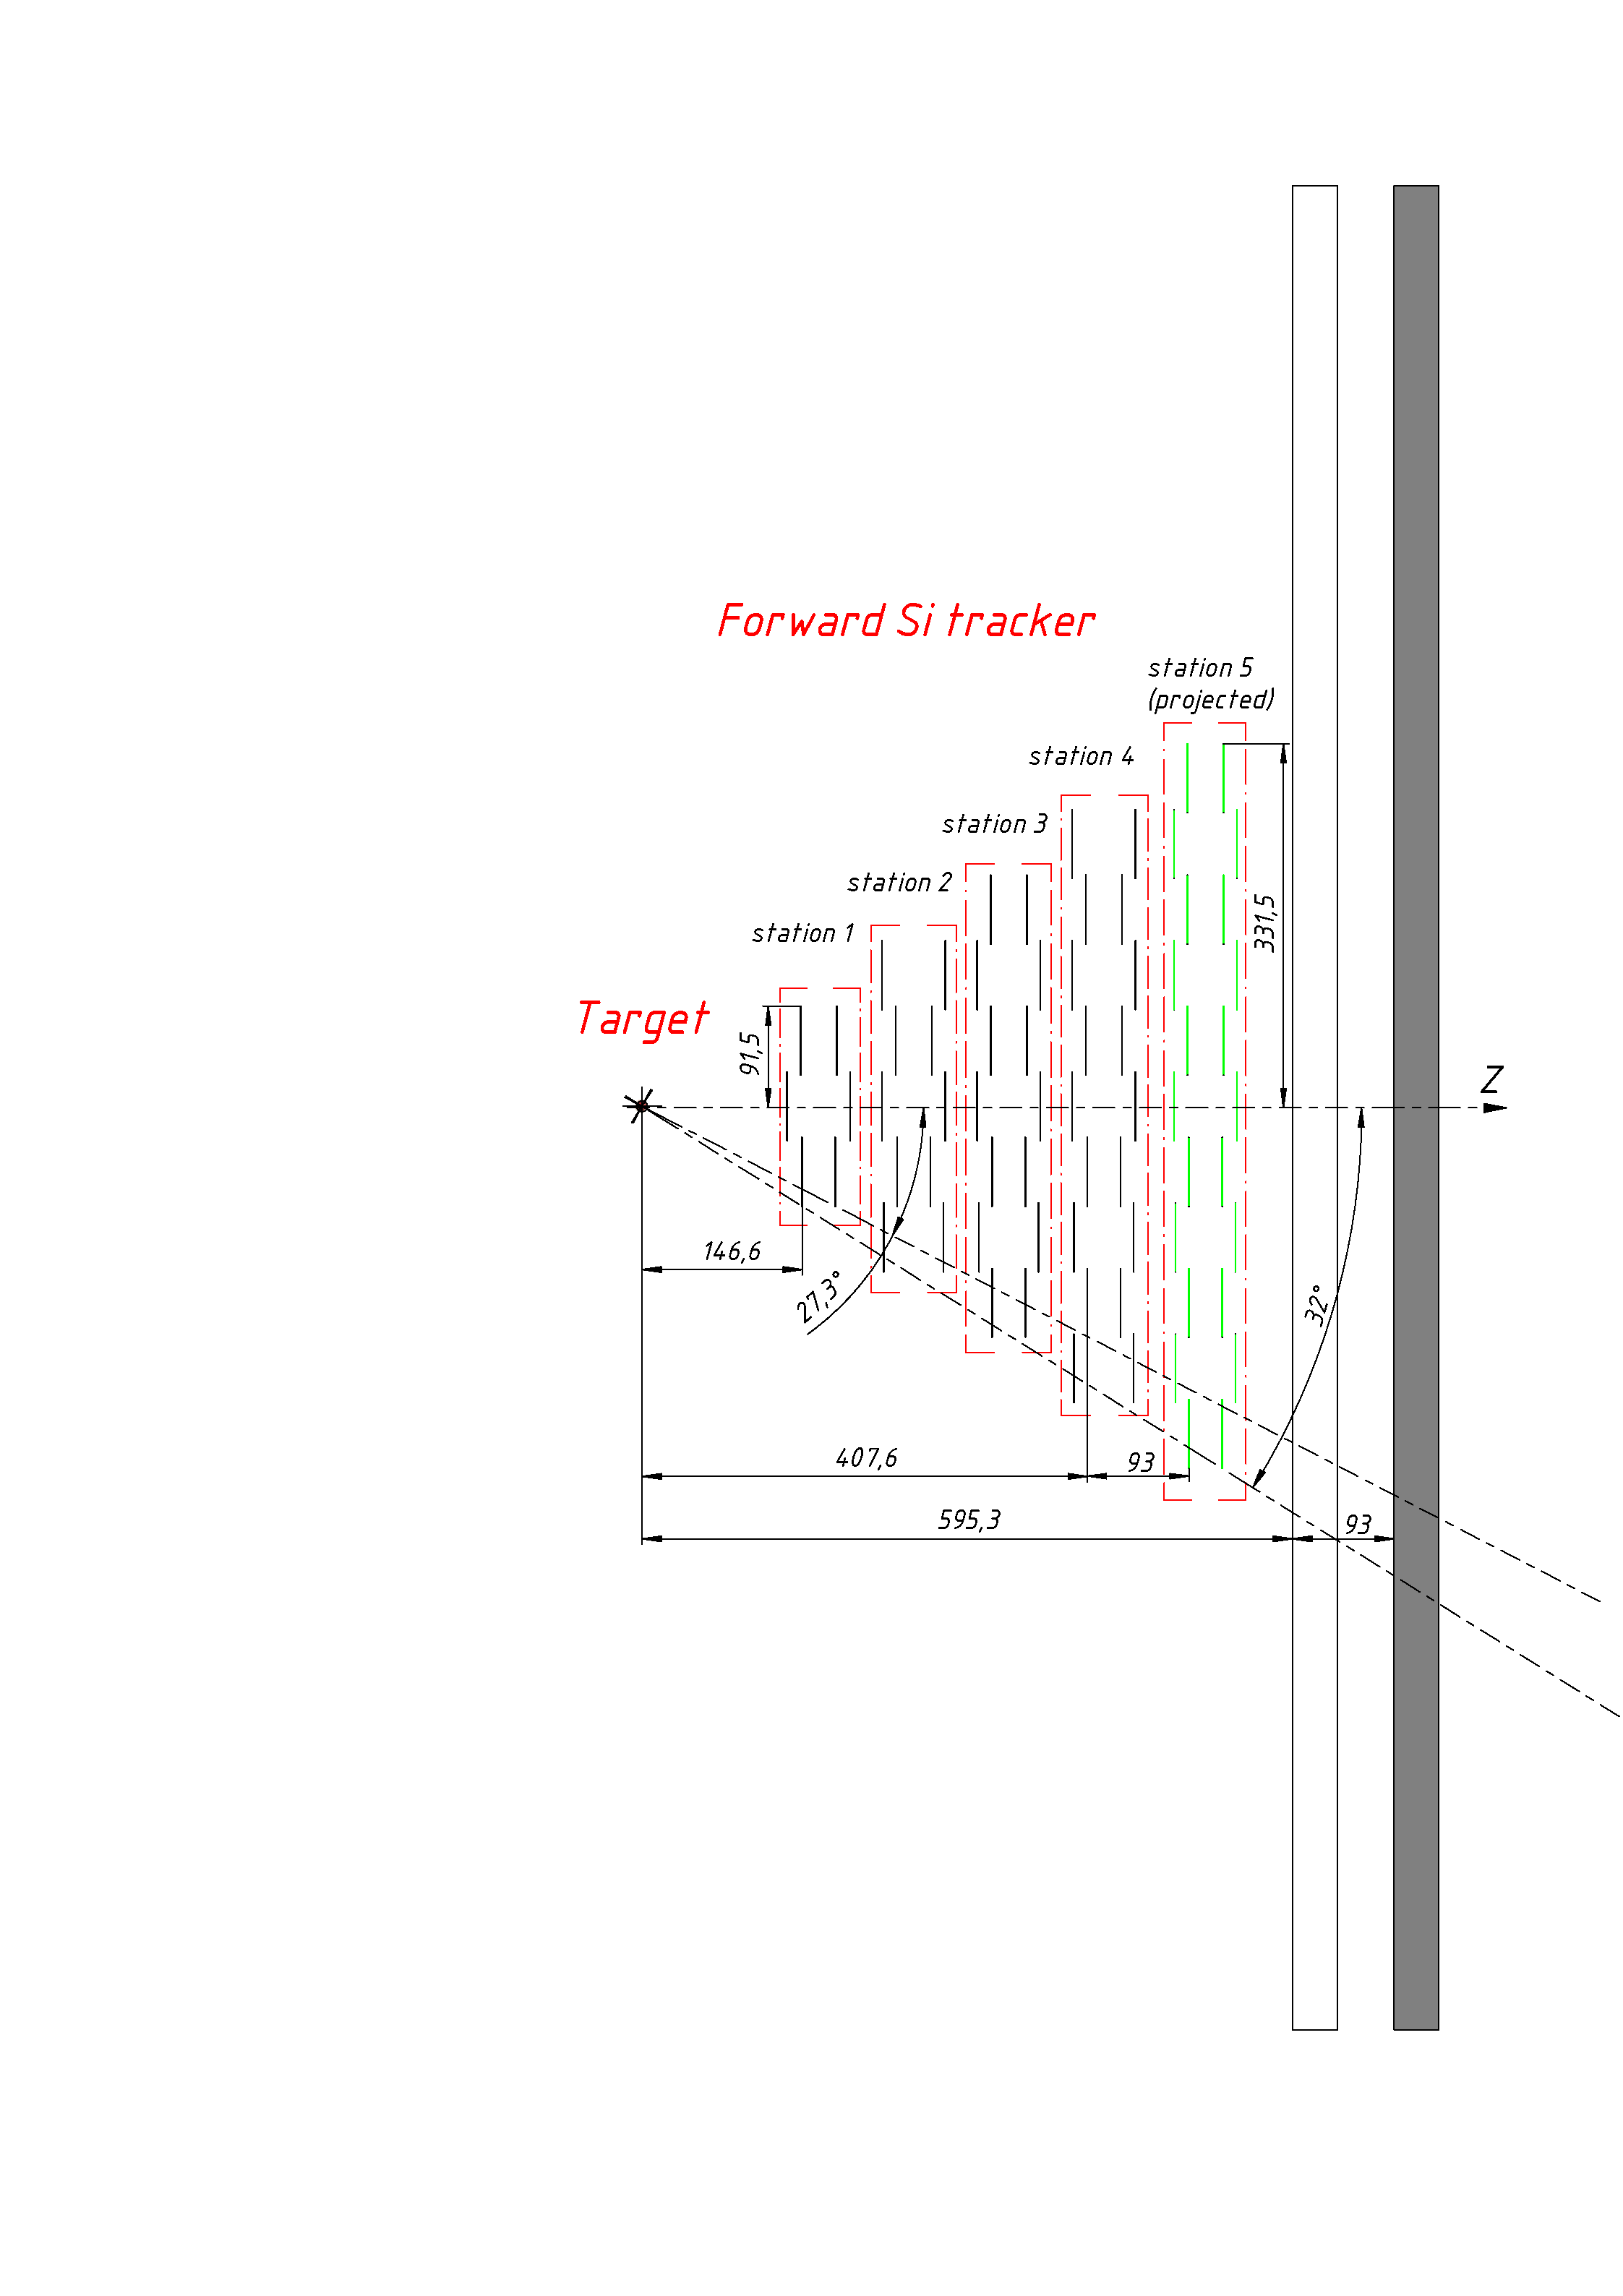 Forward Si tracker
station 5
(projected)
station 4
station 3
station 2
station 1
331,5
Target
91,5
Z
146,6
27,3°
32°
407,6
93
595,3
93